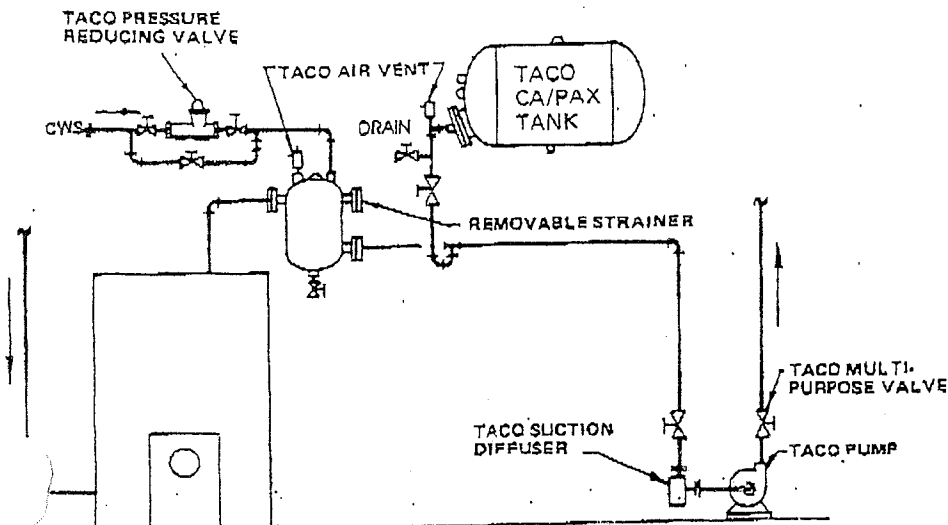 TACO PRESSURE
REDUCING VALVE
TACO AIR VENT
TACO
CA/PAX
TANK
CWS
DRAIN
REMOVABLE STRAINER
TACO MULTI-
PURPOSE VALVE
TACO SUCTION
DIFFUSER
TACO PUMP